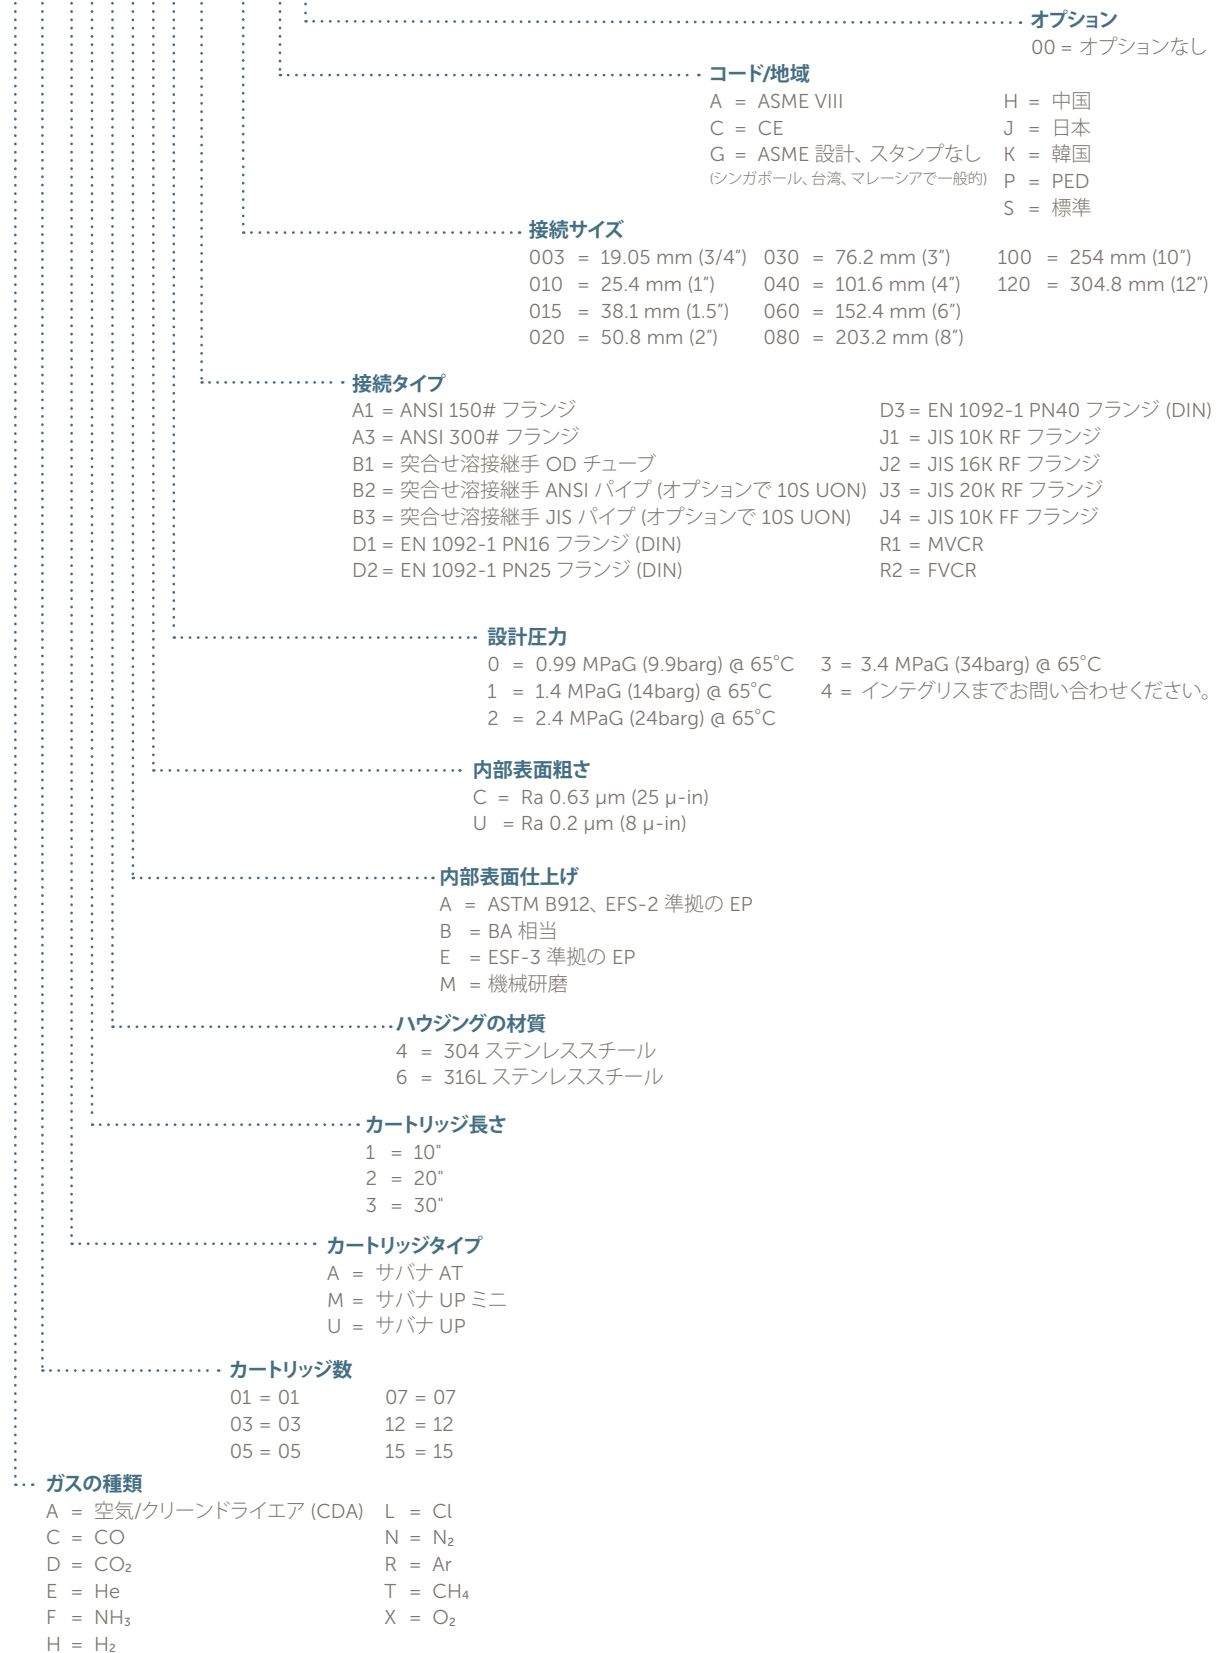 オプション
00 = オプションなし
コード/地域
A = ASME VIII
C = CE
G = ASME 設計、スタンプなし
(シンガポール、台湾、マレーシアで一般的)
H = 中国
J = 日本
K = 韓国
P = PED
S = 標準
接続サイズ
003 = 19.05 mm (3/4″)
010 = 25.4 mm (1″)
015 = 38.1 mm (1.5″)
020 = 50.8 mm (2″)
030 = 76.2 mm (3″)
040 = 101.6 mm (4″)
060 = 152.4 mm (6″)
080 = 203.2 mm (8″)
100 = 254 mm (10″)
120 = 304.8 mm (12″)
接続タイプ
A1 = ANSI 150# フランジ
A3 = ANSI 300# フランジ
B1 = 突合せ溶接継手 OD チューブ
B2 = 突合せ溶接継手 ANSI パイプ (オプションで 10S UON)
B3 = 突合せ溶接継手 JIS パイプ (オプションで 10S UON)
D1 = EN 1092-1 PN16 フランジ (DIN)
D2 = EN 1092-1 PN25 フランジ (DIN)
D3 = EN 1092-1 PN40 フランジ (DIN)
J1 = JIS 10K RF フランジ
J2 = JIS 16K RF フランジ
J3 = JIS 20K RF フランジ
J4 = JIS 10K FF フランジ
R1 = MVCR
R2 = FVCR
設計圧力
0 = 0.99 MPaG (9.9barg) @ 65°C
1 = 1.4 MPaG (14barg) @ 65°C
2 = 2.4 MPaG (24barg) @ 65°C
3 = 3.4 MPaG (34barg) @ 65°C
4 = インテグリスまでお問い合わせください。
内部表面粗さ
C = Ra 0.63 µm (25 µ-in)
U = Ra 0.2 µm (8 µ-in)
内部表面仕上げ
A = ASTM B912、EFS-2 準拠の EP
B = BA 相当
E = ESF-3 準拠の EP
M = 機械研磨
ハウジングの材質
4 = 304 ステンレススチール
6 = 316L ステンレススチール
カートリッジ長さ
1 = 10"
2 = 20"
3 = 30"
カートリッジタイプ
A = サバナ AT
M = サバナ UP ミニ
U = サバナ UP
カートリッジ数
01 = 01
03 = 03
05 = 05
07 = 07
12 = 12
15 = 15
ガスの種類
A = 空気/クリーンドライエア (CDA)
C = CO
D = CO₂
E = He
F = NH₃
H = H₂
L = Cl
N = N₂
R = Ar
T = CH₄
X = O₂